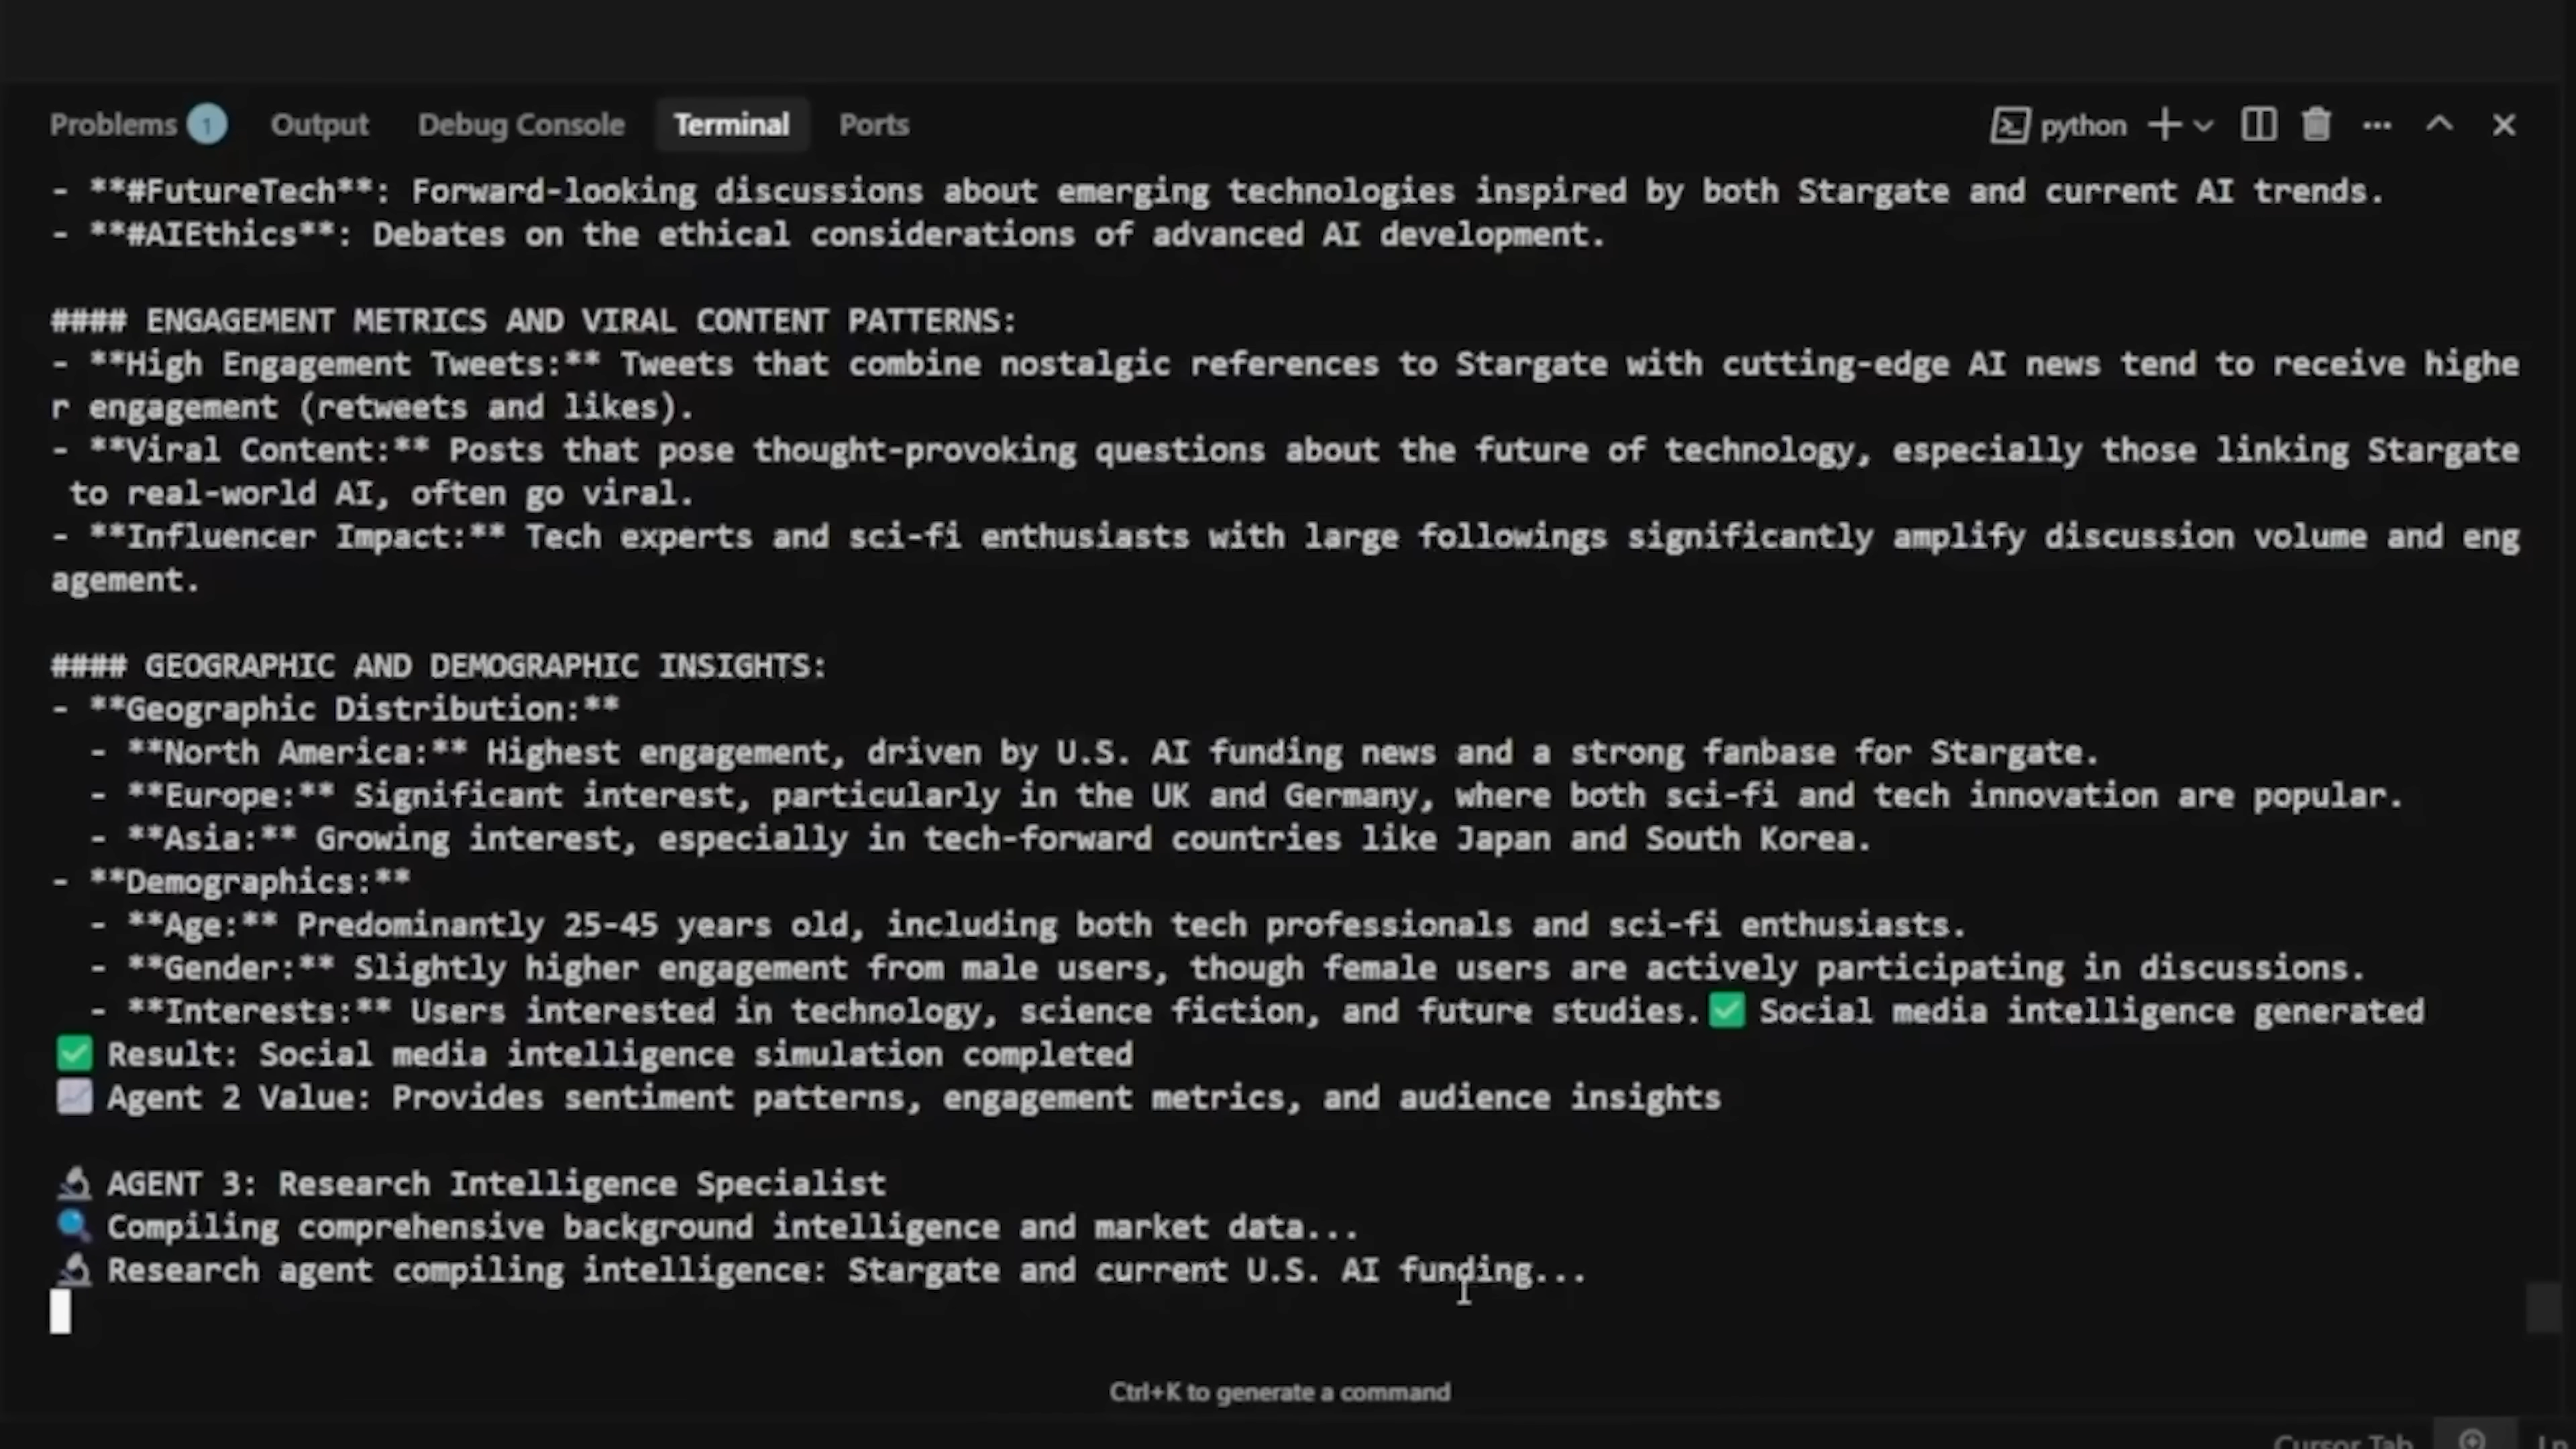 Problems 1 Output Debug Console Terminal Ports python
- **#FutureTech**: Forward-looking discussions about emerging technologies inspired by both Stargate and current AI trends.
- **#AIEthics**: Debates on the ethical considerations of advanced AI development.
#### ENGAGEMENT METRICS AND VIRAL CONTENT PATTERNS:
- **High Engagement Tweets:** Tweets that combine nostalgic references to Stargate with cutting-edge AI news tend to receive highe
r engagement (retweets and likes).
- **Viral Content:** Posts that pose thought-provoking questions about the future of technology, especially those linking Stargate
to real-world AI, often go viral.
- **Influencer Impact:** Tech experts and sci-fi enthusiasts with large followings significantly amplify discussion volume and eng
agement.
#### GEOGRAPHIC AND DEMOGRAPHIC INSIGHTS:
- **Geographic Distribution:**
- **North America:** Highest engagement, driven by U.S. AI funding news and a strong fanbase for Stargate.
- **Europe:** Significant interest, particularly in the UK and Germany, where both sci-fi and tech innovation are popular.
- **Asia:** Growing interest, especially in tech-forward countries like Japan and South Korea.
- **Demographics:**
- **Age:** Predominantly 25-45 years old, including both tech professionals and sci-fi enthusiasts.
- **Gender:** Slightly higher engagement from male users, though female users are actively participating in discussions.
- **Interests:** Users interested in technology, science fiction, and future studies.✅ Social media intelligence generated
✅ Result: Social media intelligence simulation completed
📈 Agent 2 Value: Provides sentiment patterns, engagement metrics, and audience insights
🔬 AGENT 3: Research Intelligence Specialist
🔍 Compiling comprehensive background intelligence and market data...
🔬 Research agent compiling intelligence: Stargate and current U.S. AI funding...
Ctrl+K to generate a command
Cursor Tab